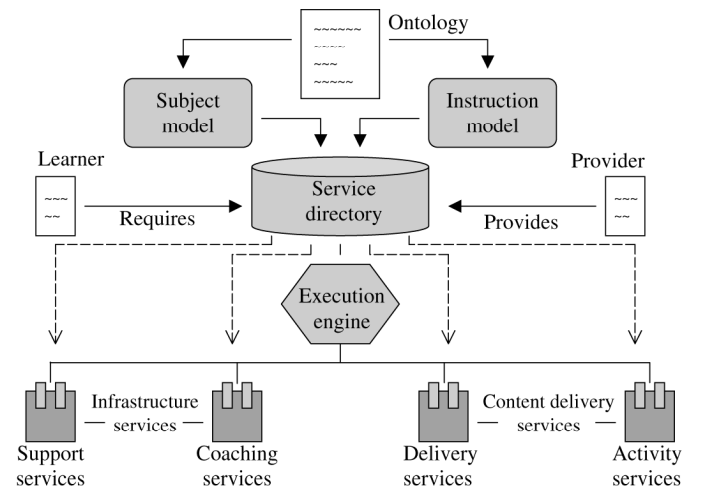 Ontology
Subject
model
Instruction
model
Learner
Provider
Service
directory
Requires
Provides
Execution
engine
Infrastructure
services
Content delivery
services
Support
services
Coaching
services
Delivery
services
Activity
services